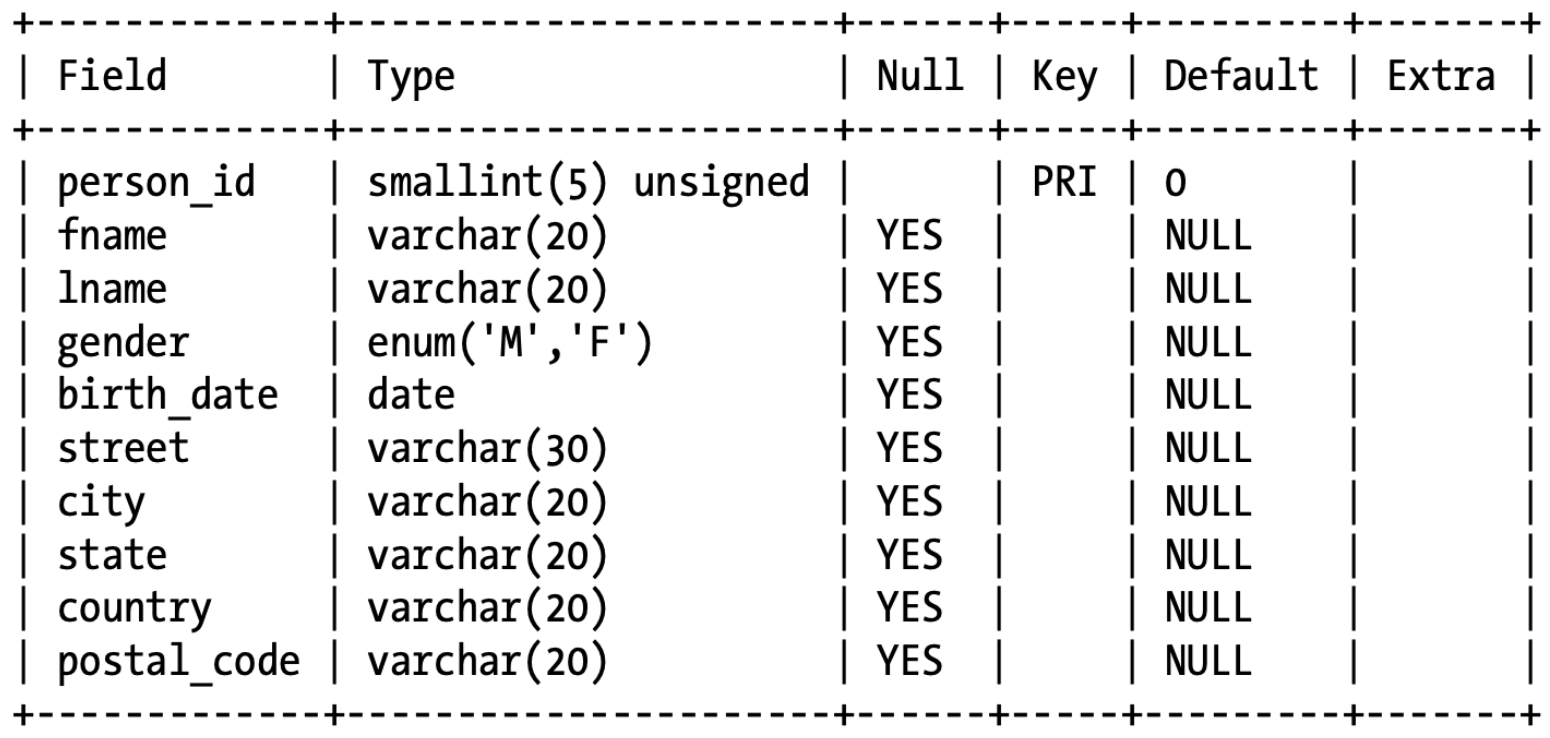 +-------------+----------------------+------+-----+---------+-------+
| Field       | Type                 | Null | Key | Default | Extra |
+-------------+----------------------+------+-----+---------+-------+
| person_id   | smallint(5) unsigned |      | PRI | 0       |       |
| fname       | varchar(20)          | YES  |     | NULL    |       |
| lname       | varchar(20)          | YES  |     | NULL    |       |
| gender      | enum('M','F')        | YES  |     | NULL    |       |
| birth_date  | date                 | YES  |     | NULL    |       |
| street      | varchar(30)          | YES  |     | NULL    |       |
| city        | varchar(20)          | YES  |     | NULL    |       |
| state       | varchar(20)          | YES  |     | NULL    |       |
| country     | varchar(20)          | YES  |     | NULL    |       |
| postal_code | varchar(20)          | YES  |     | NULL    |       |
+-------------+----------------------+------+-----+---------+-------+